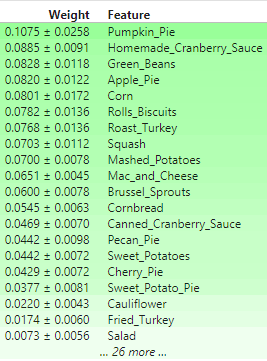 Weight Feature
0.1075 ± 0.0258 Pumpkin_Pie
0.0885 ± 0.0091 Homemade_Cranberry_Sauce
0.0828 ± 0.0118 Green_Beans
0.0820 ± 0.0122 Apple_Pie
0.0801 ± 0.0172 Corn
0.0782 ± 0.0136 Rolls_Biscuits
0.0768 ± 0.0136 Roast_Turkey
0.0703 ± 0.0112 Squash
0.0700 ± 0.0078 Mashed_Potatoes
0.0651 ± 0.0045 Mac_and_Cheese
0.0600 ± 0.0078 Brussel_Sprouts
0.0545 ± 0.0063 Cornbread
0.0469 ± 0.0070 Canned_Cranberry_Sauce
0.0442 ± 0.0098 Pecan_Pie
0.0442 ± 0.0072 Sweet_Potatoes
0.0429 ± 0.0072 Cherry_Pie
0.0377 ± 0.0081 Sweet_Potato_Pie
0.0220 ± 0.0043 Cauliflower
0.0174 ± 0.0060 Fried_Turkey
0.0073 ± 0.0056 Salad
... 26 more ...